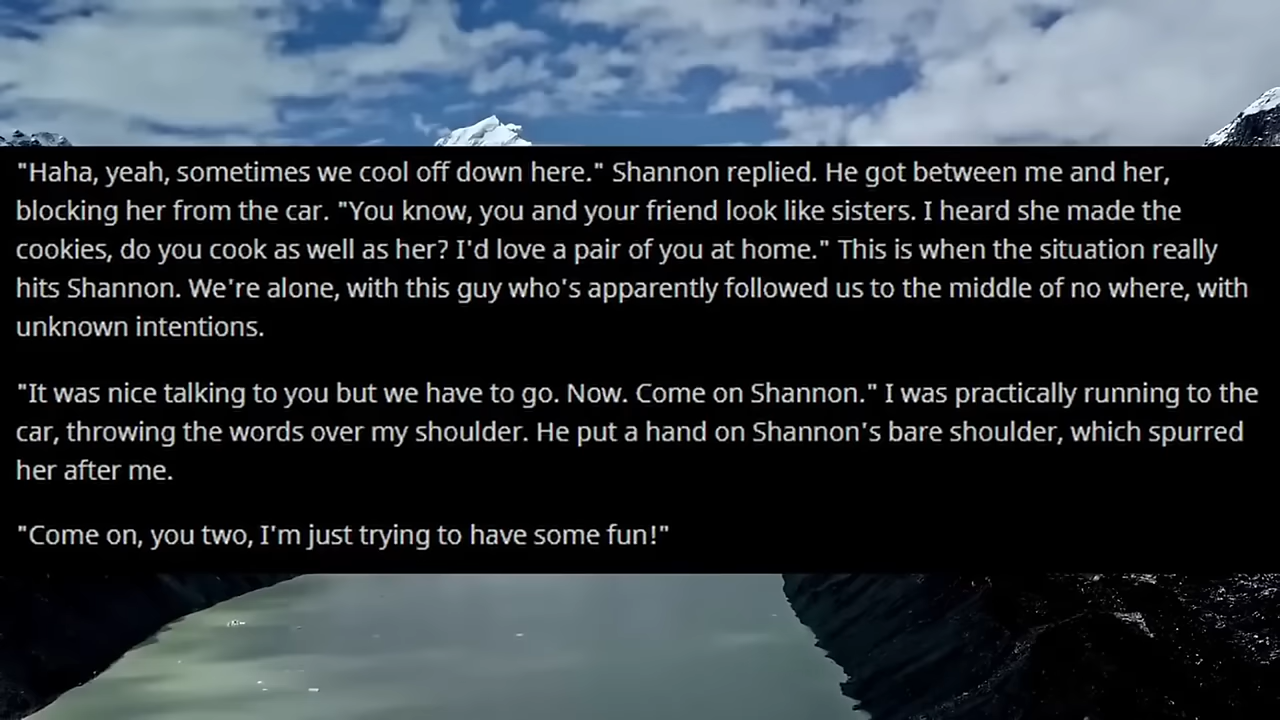 "Haha, yeah, sometimes we cool off down here." Shannon replied. He got between me and her,
blocking her from the car. "You know, you and your friend look like sisters. I heard she made the
cookies, do you cook as well as her? I'd love a pair of you at home." This is when the situation really
hits Shannon. We're alone, with this guy who's apparently followed us to the middle of no where, with
unknown intentions.
"It was nice talking to you but we have to go. Now. Come on Shannon." I was practically running to the
car, throwing the words over my shoulder. He put a hand on Shannon's bare shoulder, which spurred
her after me.
"Come on, you two, I'm just trying to have some fun!"